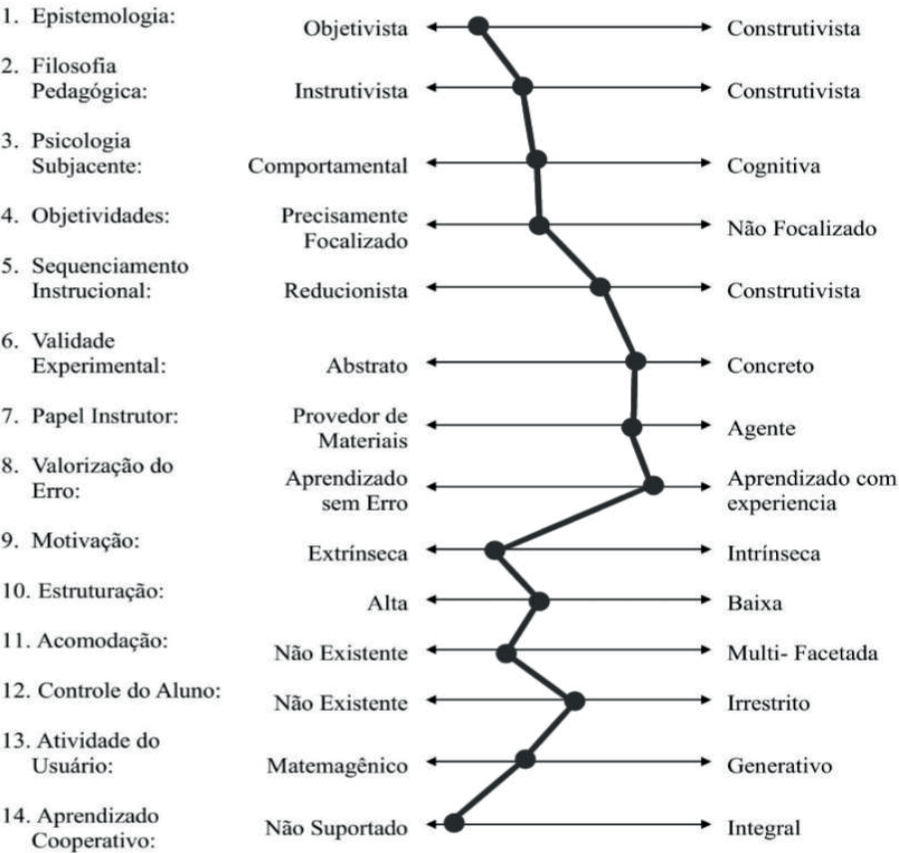 1. Epistemologia:
Objetivista
Construtivista
2. Filosofia
Pedagógica:
Instrutivista
Construtivista
3. Psicologia
Subjacente:
Comportamental
Cognitiva
4. Objetividades:
Precisamente
Focalizado
Não Focalizado
5. Sequenciamento
Instrucional:
Reducionista
Construtivista
6. Validade
Experimental:
Abstrato
Concreto
7. Papel Instrutor:
Provedor de
Materiais
Agente
8. Valorização do
Erro:
Aprendizado
sem Erro
Aprendizado com
experiencia
9. Motivação:
Extrínseca
Intrínseca
10. Estruturação:
Alta
Baixa
11. Acomodação:
Não Existente
Multi- Facetada
12. Controle do Aluno:
Não Existente
Irrestrito
13. Atividade do
Usuário:
Matemagênico
Generativo
14. Aprendizado
Cooperativo:
Não Suportado
Integral